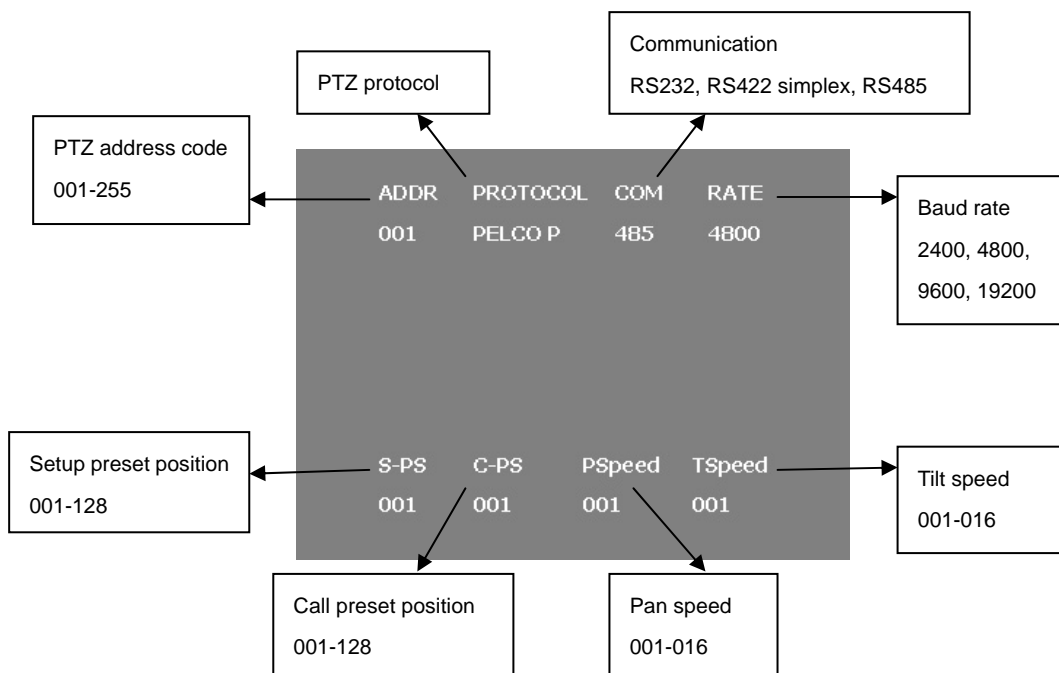 Communication
RS232, RS422 simplex, RS485
PTZ protocol
PTZ address code
001-255
ADDR PROTOCOL COM RATE
001 PELCO P 485 4800
Baud rate
2400, 4800,
9600, 19200
Setup preset position
001-128
S-PS C-PS PSpeed TSpeed
001 001 001 001
Tilt speed
001-016
Call preset position
001-128
Pan speed
001-016